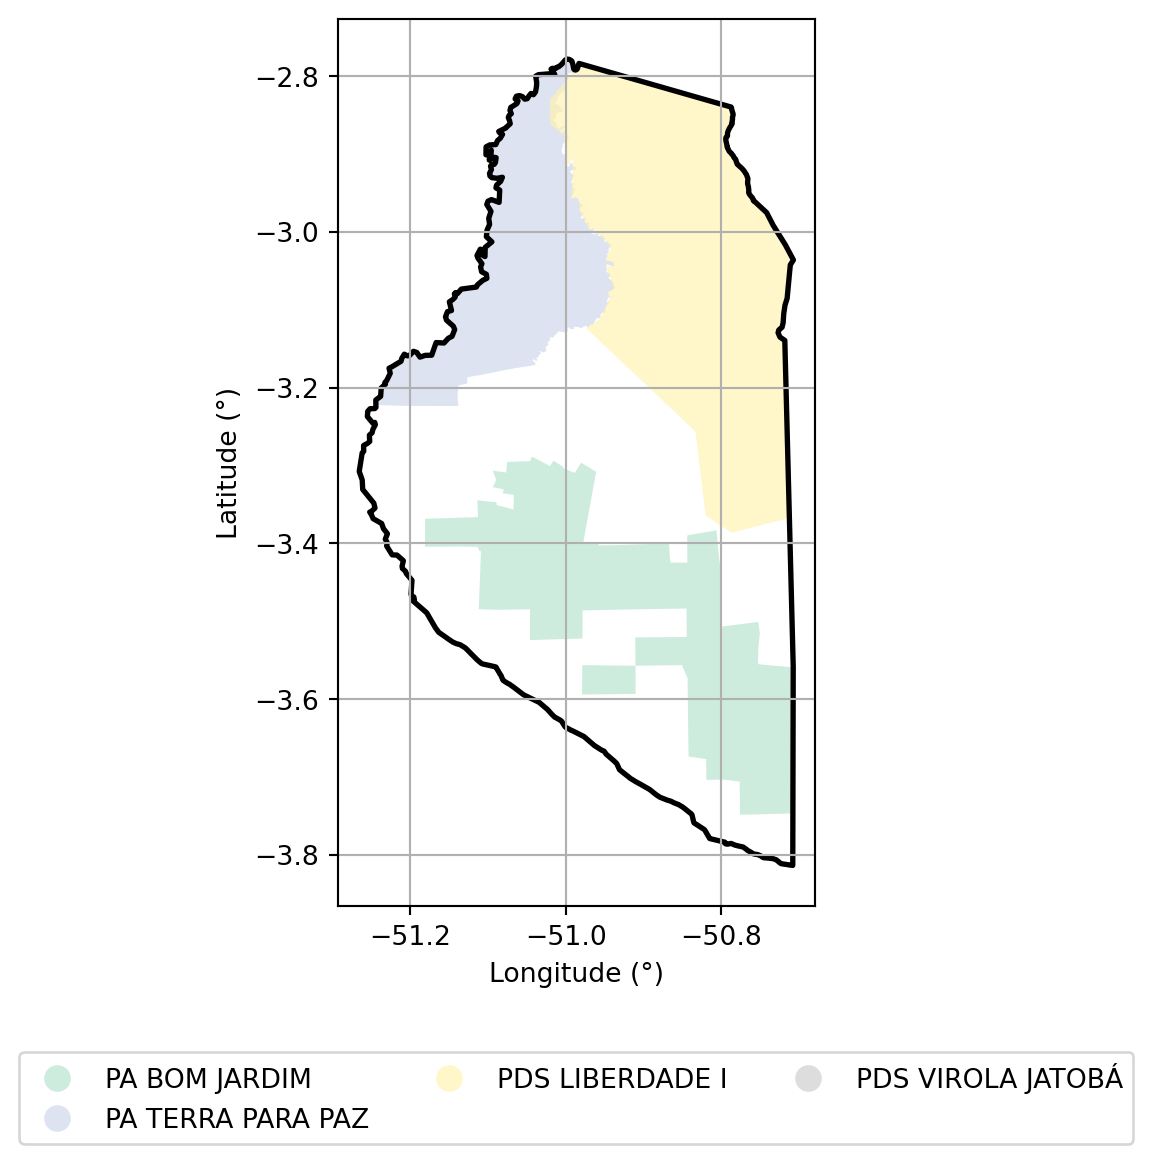 −2.8
−3.0
−3.2
−3.4
−3.6
−3.8
Latitude (°)
−51.2 −51.0 −50.8
Longitude (°)
PA BOM JARDIM PDS LIBERDADE I PDS VIROLA JATOBÁ
PA TERRA PARA PAZ